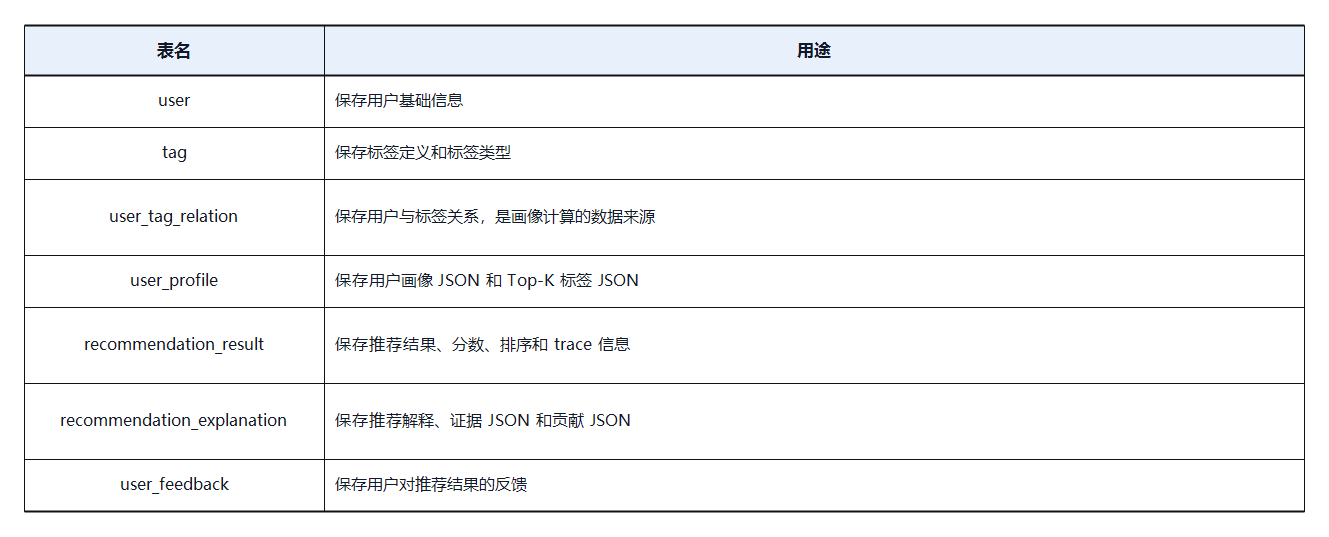 表名 用途
user 保存用户基础信息
tag 保存标签定义和标签类型
user_tag_relation 保存用户与标签关系，是画像计算的数据来源
user_profile 保存用户画像 JSON 和 Top-K 标签 JSON
recommendation_result 保存推荐结果、分数、排序和 trace 信息
recommendation_explanation 保存推荐解释、证据 JSON 和贡献 JSON
user_feedback 保存用户对推荐结果的反馈